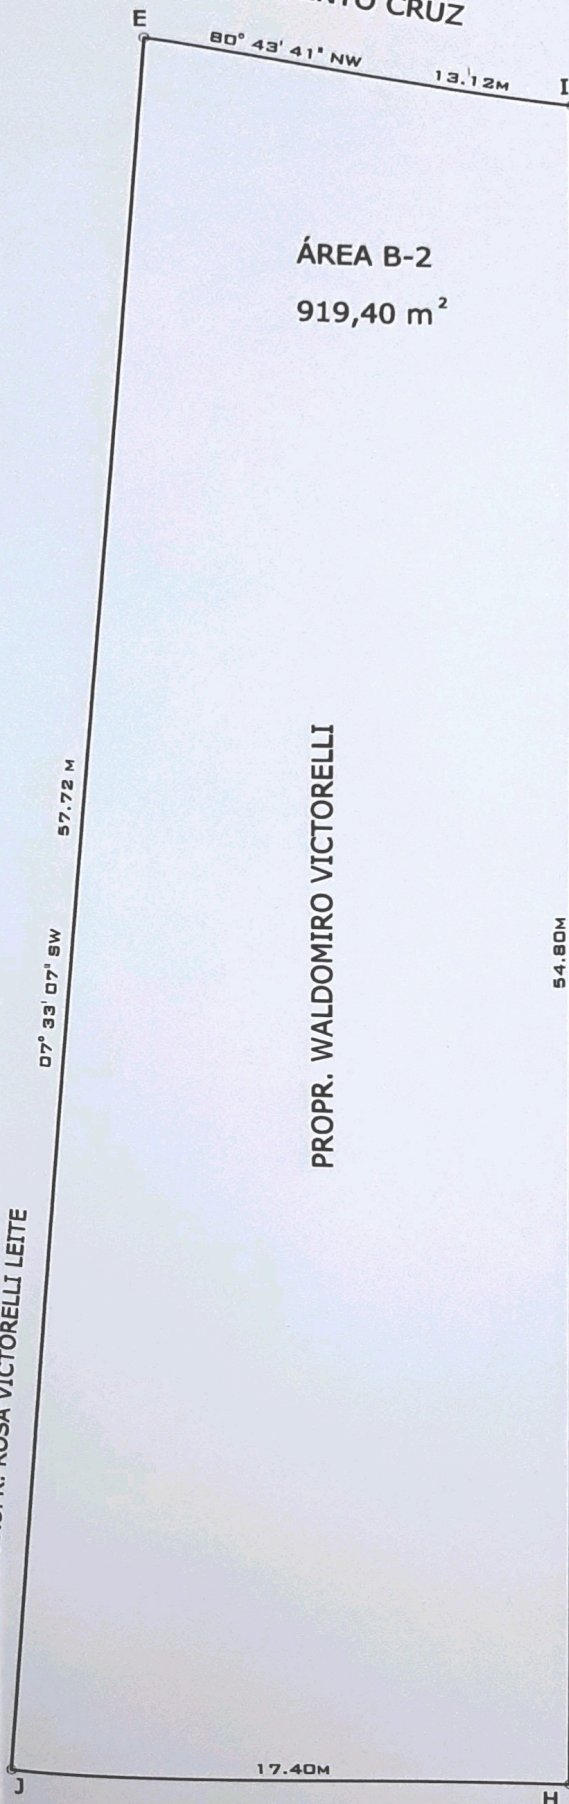 CRUZ
E
80° 43' 41" NW
13.12M
I
ÁREA B-2
919,40 m²
57.72 M
07° 33' 07" SW
PROPR. WALDOMIRO VICTORELLI
54.80M
ROSA VICTORELLI LEITE
17.40M
J
H